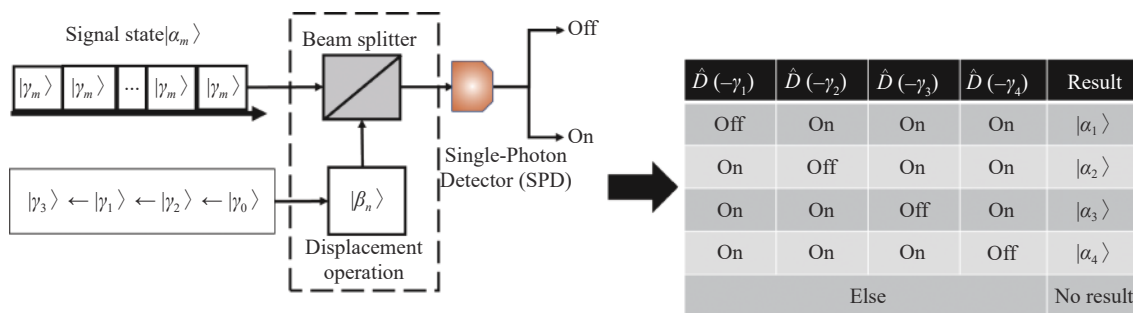 Signal state|αₘ⟩
|γₘ⟩ |γₘ⟩ ... |γₘ⟩ |γₘ⟩
Beam splitter
Off
On
Single-Photon
Detector (SPD)
|γ₃⟩ ← |γ₁⟩ ← |γ₂⟩ ← |γ₀⟩
|βₙ⟩
Displacement
operation
D̂ (−γ₁) D̂ (−γ₂) D̂ (−γ₃) D̂ (−γ₄) Result
Off On On On |α₁⟩
On Off On On |α₂⟩
On On Off On |α₃⟩
On On On Off |α₄⟩
Else No result